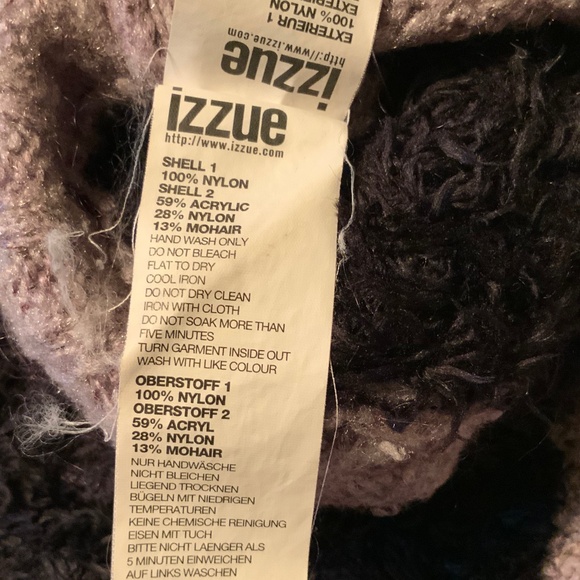 EXTERIEUR 1
100% NYLON
EXTERIEUR
izzue
http://www.izzue.com
izzue
http://www.izzue.com
SHELL 1
100% NYLON
SHELL 2
59% ACRYLIC
28% NYLON
13% MOHAIR
HAND WASH ONLY
DO NOT BLEACH
FLAT TO DRY
COOL IRON
DO NOT DRY CLEAN
IRON WITH CLOTH
DO NOT SOAK MORE THAN
FIVE MINUTES
TURN GARMENT INSIDE OUT
WASH WITH LIKE COLOUR
OBERSTOFF 1
100% NYLON
OBERSTOFF 2
59% ACRYL
28% NYLON
13% MOHAIR
NUR HANDWÄSCHE
NICHT BLEICHEN
LIEGEND TROCKNEN
BÜGELN MIT NIEDRIGEN
TEMPERATUREN
KEINE CHEMISCHE REINIGUNG
EISEN MIT TUCH
BITTE NICHT LAENGER ALS
5 MINUTEN EINWEICHEN
AUF LINKS WASCHEN